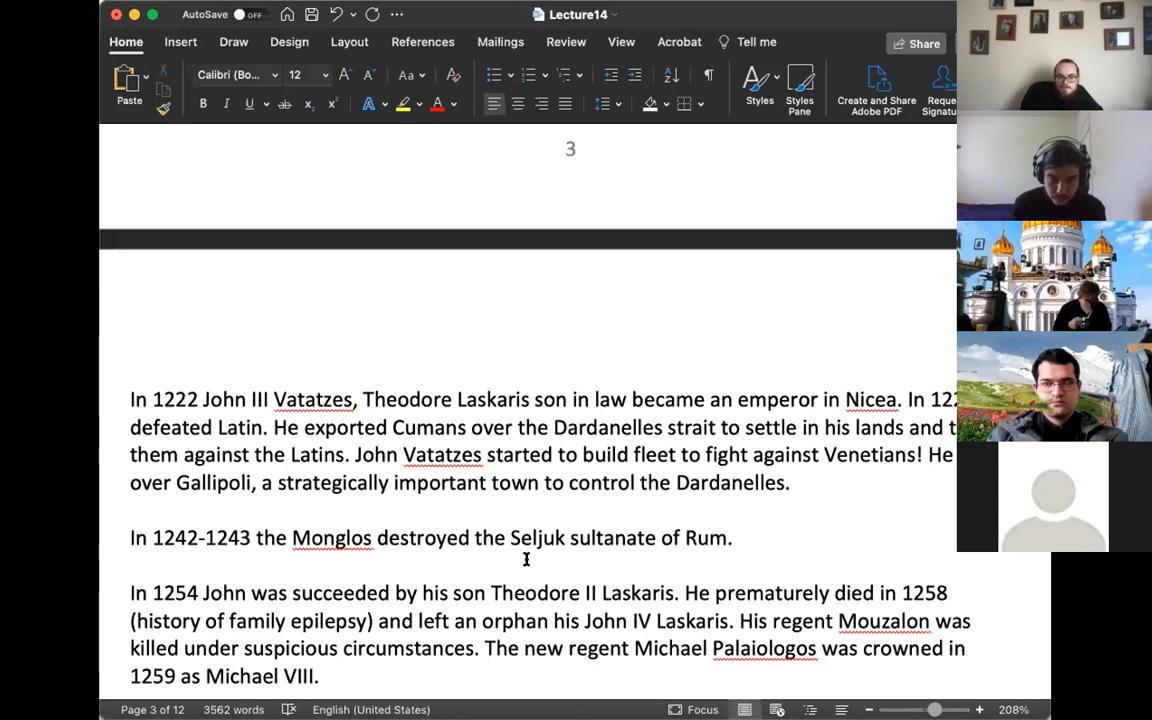 AutoSave OFF Lecture14
Home Insert Draw Design Layout References Mailings Review View Acrobat Tell me Share
Paste Calibri (Bo... 12 Aa Styles Styles Pane Create and Share Adobe PDF Reque Signatu
3
In 1222 John III Vatatzes, Theodore Laskaris son in law became an emperor in Nicea. In 122
defeated Latin. He exported Cumans over the Dardanelles strait to settle in his lands and t
them against the Latins. John Vatatzes started to build fleet to fight against Venetians! He
over Gallipoli, a strategically important town to control the Dardanelles.
In 1242-1243 the Monglos destroyed the Seljuk sultanate of Rum.
In 1254 John was succeeded by his son Theodore II Laskaris. He prematurely died in 1258
(history of family epilepsy) and left an orphan his John IV Laskaris. His regent Mouzalon was
killed under suspicious circumstances. The new regent Michael Palaiologos was crowned in
1259 as Michael VIII.
Page 3 of 12 3562 words English (United States) Focus 208%